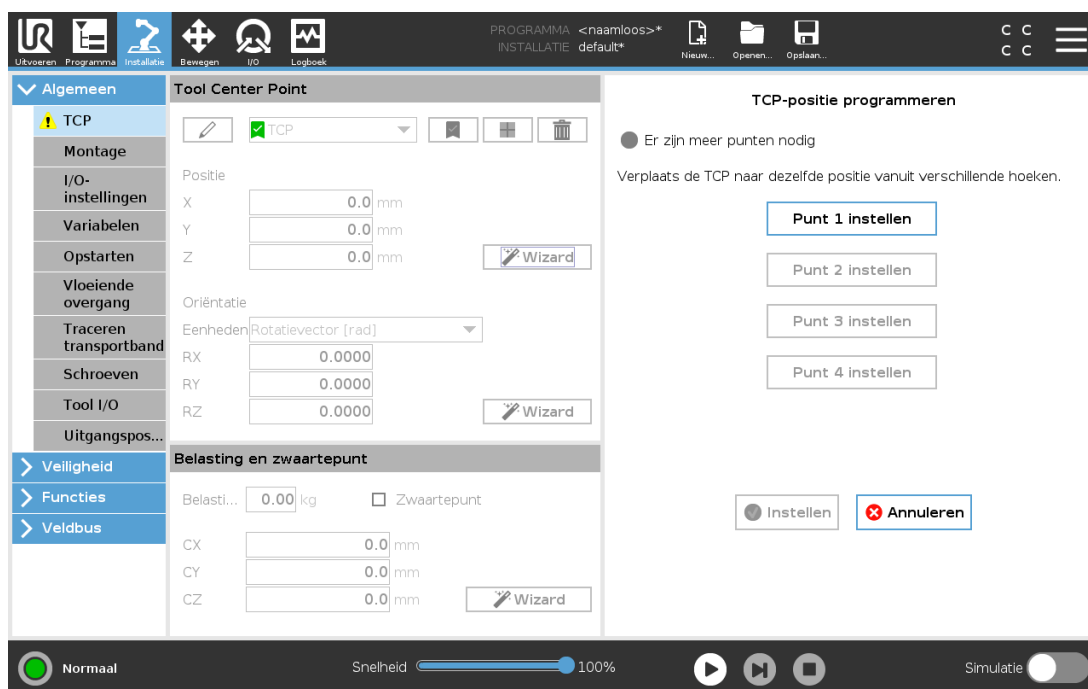 PROGRAMMA <naamloos>*
INSTALLATIE default*
UR
Uitvoeren Programma Installatie Bewegen I/O Logboek Nieuw... Openen... Opslaan...
C C
C C
Algemeen
TCP
Montage
I/O-
instellingen
Variabelen
Opstarten
Vloeiende
overgang
Traceren
transportband
Schroeven
Tool I/O
Uitgangspos...
Veiligheid
Functies
Veldbus
Tool Center Point
TCP
Positie
X 0.0 mm
Y 0.0 mm
Z 0.0 mm Wizard
Oriëntatie
Eenheden Rotatievector [rad]
RX 0.0000
RY 0.0000
RZ 0.0000 Wizard
Belasting en zwaartepunt
Belasti... 0.00 kg Zwaartepunt
CX 0.0 mm
CY 0.0 mm
CZ 0.0 mm Wizard
TCP-positie programmeren
Er zijn meer punten nodig
Verplaats de TCP naar dezelfde positie vanuit verschillende hoeken.
Punt 1 instellen
Punt 2 instellen
Punt 3 instellen
Punt 4 instellen
Instellen Annuleren
Normaal Snelheid 100% Simulatie